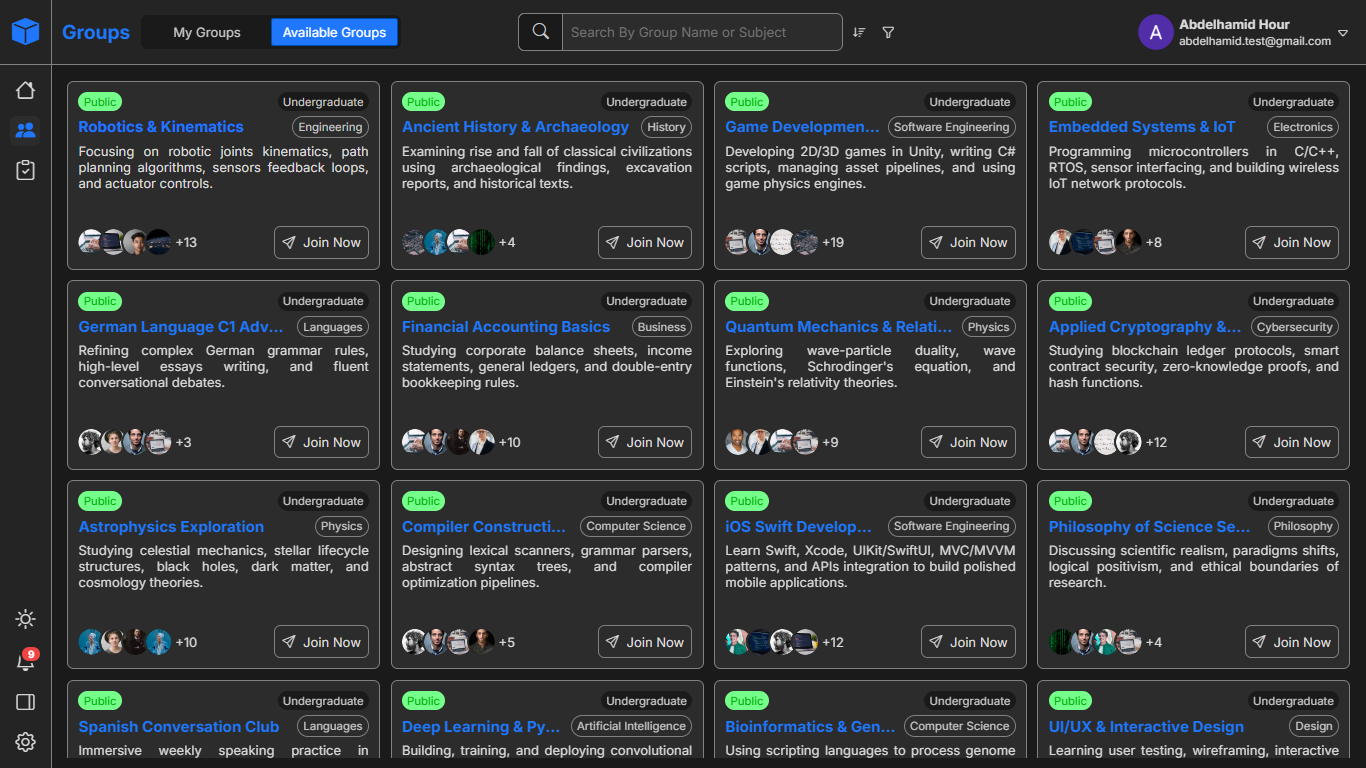 Groups
My Groups
Available Groups
Search By Group Name or Subject
A
Abdelhamid Hour
abdelhamid.test@gmail.com
Public
Undergraduate
Robotics & Kinematics
Engineering
Focusing on robotic joints kinematics, path
planning algorithms, sensors feedback loops,
and actuator controls.
+13
Join Now
Public
Undergraduate
Ancient History & Archaeology
History
Examining rise and fall of classical civilizations
using archaeological findings, excavation
reports, and historical texts.
+4
Join Now
Public
Undergraduate
Game Developmen...
Software Engineering
Developing 2D/3D games in Unity, writing C#
scripts, managing asset pipelines, and using
game physics engines.
+19
Join Now
Public
Undergraduate
Embedded Systems & IoT
Electronics
Programming microcontrollers in C/C++,
RTOS, sensor interfacing, and building wireless
IoT network protocols.
+8
Join Now
Public
Undergraduate
German Language C1 Adv...
Languages
Refining complex German grammar rules,
high-level essays writing, and fluent
conversational debates.
+3
Join Now
Public
Undergraduate
Financial Accounting Basics
Business
Studying corporate balance sheets, income
statements, general ledgers, and double-entry
bookkeeping rules.
+10
Join Now
Public
Undergraduate
Quantum Mechanics & Relati...
Physics
Exploring wave-particle duality, wave
functions, Schrodinger's equation, and
Einstein's relativity theories.
+9
Join Now
Public
Undergraduate
Applied Cryptography &...
Cybersecurity
Studying blockchain ledger protocols, smart
contract security, zero-knowledge proofs, and
hash functions.
+12
Join Now
Public
Undergraduate
Astrophysics Exploration
Physics
Studying celestial mechanics, stellar lifecycle
structures, black holes, dark matter, and
cosmology theories.
+10
Join Now
Public
Undergraduate
Compiler Constructi...
Computer Science
Designing lexical scanners, grammar parsers,
abstract syntax trees, and compiler
optimization pipelines.
+5
Join Now
Public
Undergraduate
iOS Swift Develop...
Software Engineering
Learn Swift, Xcode, UIKit/SwiftUI, MVC/MVVM
patterns, and APIs integration to build polished
mobile applications.
+12
Join Now
Public
Undergraduate
Philosophy of Science Se...
Philosophy
Discussing scientific realism, paradigms shifts,
logical positivism, and ethical boundaries of
research.
+4
Join Now
9
Public
Undergraduate
Spanish Conversation Club
Languages
Immersive weekly speaking practice in
Public
Undergraduate
Deep Learning & Py...
Artificial Intelligence
Building, training, and deploying convolutional
Public
Undergraduate
Bioinformatics & Gen...
Computer Science
Using scripting languages to process genome
Public
Undergraduate
UI/UX & Interactive Design
Design
Learning user testing, wireframing, interactive